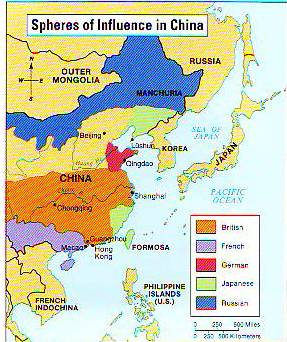 Spheres of Influence in China
RUSSIA
OUTER
MONGOLIA
N
W
E
S
MANCHURIA
SEA OF
JAPAN
Beijing
Lüshun
KOREA
JAPAN
Huang
Qingdao
CHINA
PACIFIC
OCEAN
Shanghai
Chongqing
Guangzhou
Macao
Hong
Kong
FORMOSA
FRENCH
INDOCHINA
PHILIPPINE
ISLANDS
(U.S.)
British
French
German
Japanese
Russian
0 250 500 Miles
0 250 500 Kilometers